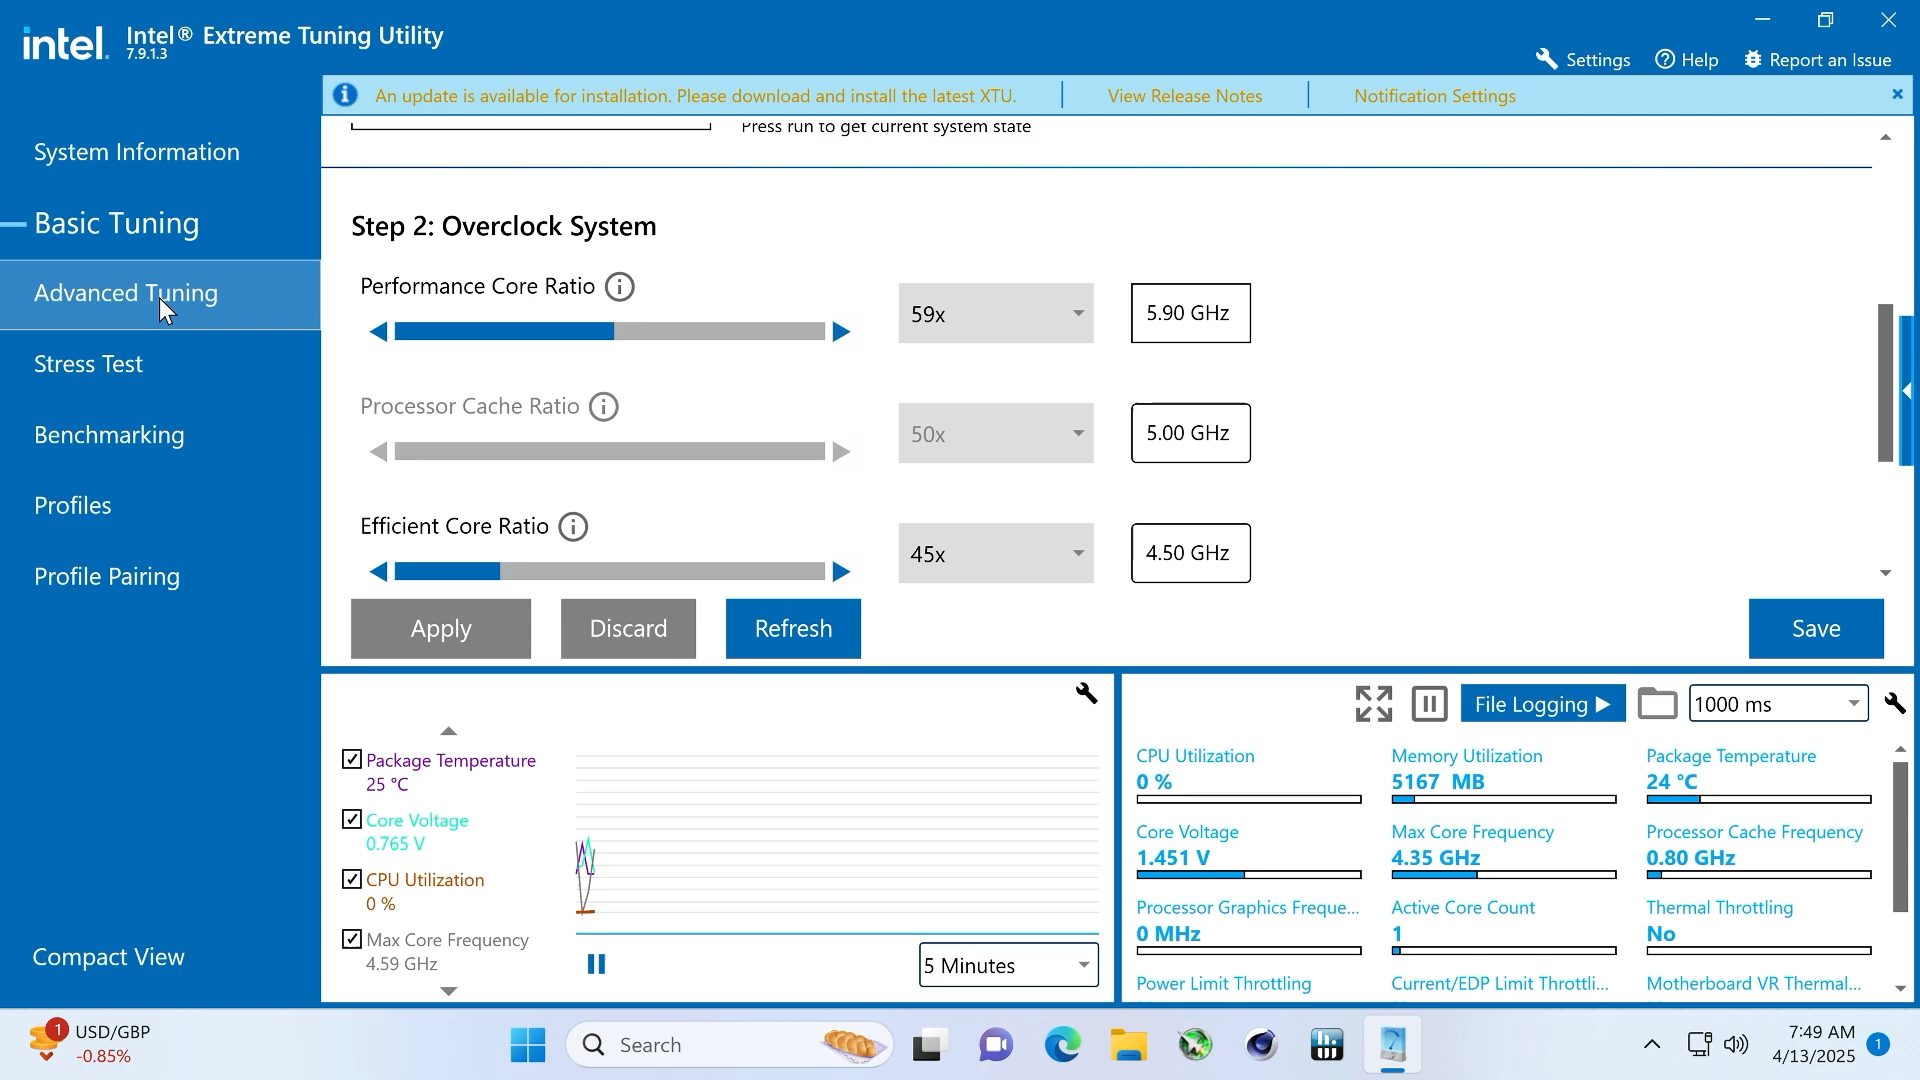 intel.
Intel® Extreme Tuning Utility
7.9.1.3
Settings
Help
Report an Issue
An update is available for installation. Please download and install the latest XTU.
View Release Notes
Notification Settings
Press run to get current system state
System Information
Basic Tuning
Advanced Tuning
Stress Test
Benchmarking
Profiles
Profile Pairing
Compact View
Step 2: Overclock System
Performance Core Ratio
59x
5.90 GHz
Processor Cache Ratio
50x
5.00 GHz
Efficient Core Ratio
45x
4.50 GHz
Apply
Discard
Refresh
Save
Package Temperature
25 °C
Core Voltage
0.765 V
CPU Utilization
0 %
Max Core Frequency
4.59 GHz
5 Minutes
File Logging
1000 ms
CPU Utilization
0 %
Memory Utilization
5167 MB
Package Temperature
24 °C
Core Voltage
1.451 V
Max Core Frequency
4.35 GHz
Processor Cache Frequency
0.80 GHz
Processor Graphics Freque...
0 MHz
Active Core Count
1
Thermal Throttling
No
Power Limit Throttling
Current/EDP Limit Throttli...
Motherboard VR Thermal...
1
USD/GBP
-0.85%
Search
7:49 AM
4/13/2025
1